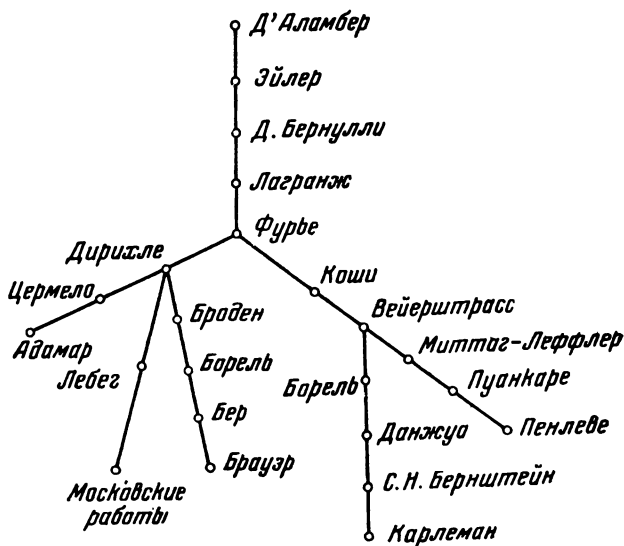 Д'Аламбер
Эйлер
Д. Бернулли
Лагранж
Фурье
Дирихле
Коши
Цермело
Вейерштрасс
Броден
Адамар
Миттаг-Леффлер
Лебег
Борель
Борель
Пуанкаре
Бер
Данжуа
Пенлеве
Брауэр
Московские
работы
С.Н. Бернштейн
Карлеман